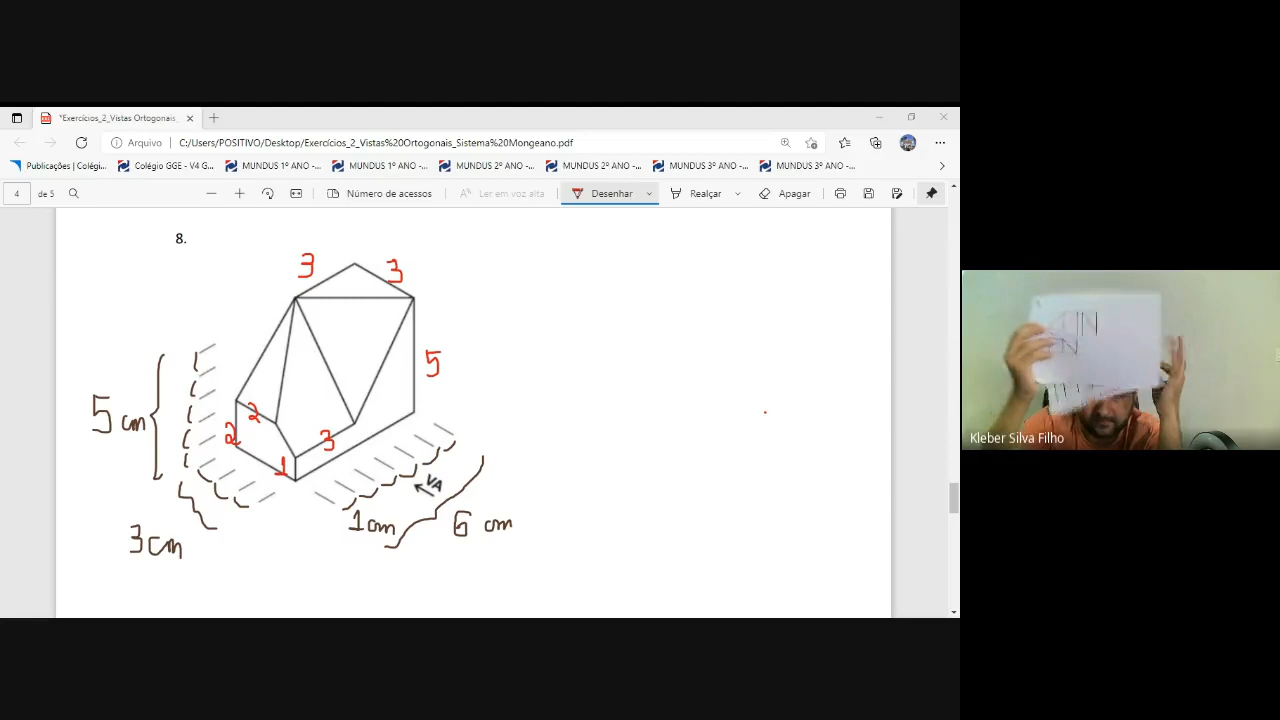 *Exercícios_2_Vistas Ortogonais_
Arquivo | C:/Users/POSITIVO/Desktop/Exercícios_2_Vistas%20Ortogonais_Sistema%20Mongeano.pdf
Publicações | Colégi... Colégio GGE - V4 G... MUNDUS 1º ANO -... MUNDUS 1º ANO -... MUNDUS 2º ANO -... MUNDUS 2º ANO -... MUNDUS 3º ANO -... MUNDUS 3º ANO -...
4 de 5 Número de acessos Ler em voz alta Desenhar Realçar Apagar
8.
3 3
5
5 cm
2
2 3
1
VA
1cm 6 cm
3cm
Kleber Silva Filho